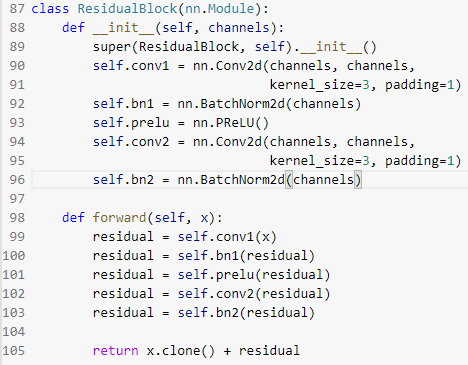 87 class ResidualBlock(nn.Module):
88     def __init__(self, channels):
89         super(ResidualBlock, self).__init__()
90         self.conv1 = nn.Conv2d(channels, channels,
91                                kernel_size=3, padding=1)
92         self.bn1 = nn.BatchNorm2d(channels)
93         self.prelu = nn.PReLU()
94         self.conv2 = nn.Conv2d(channels, channels,
95                                kernel_size=3, padding=1)
96         self.bn2 = nn.BatchNorm2d(channels)
97
98     def forward(self, x):
99         residual = self.conv1(x)
100         residual = self.bn1(residual)
101         residual = self.prelu(residual)
102         residual = self.conv2(residual)
103         residual = self.bn2(residual)
104
105         return x.clone() + residual